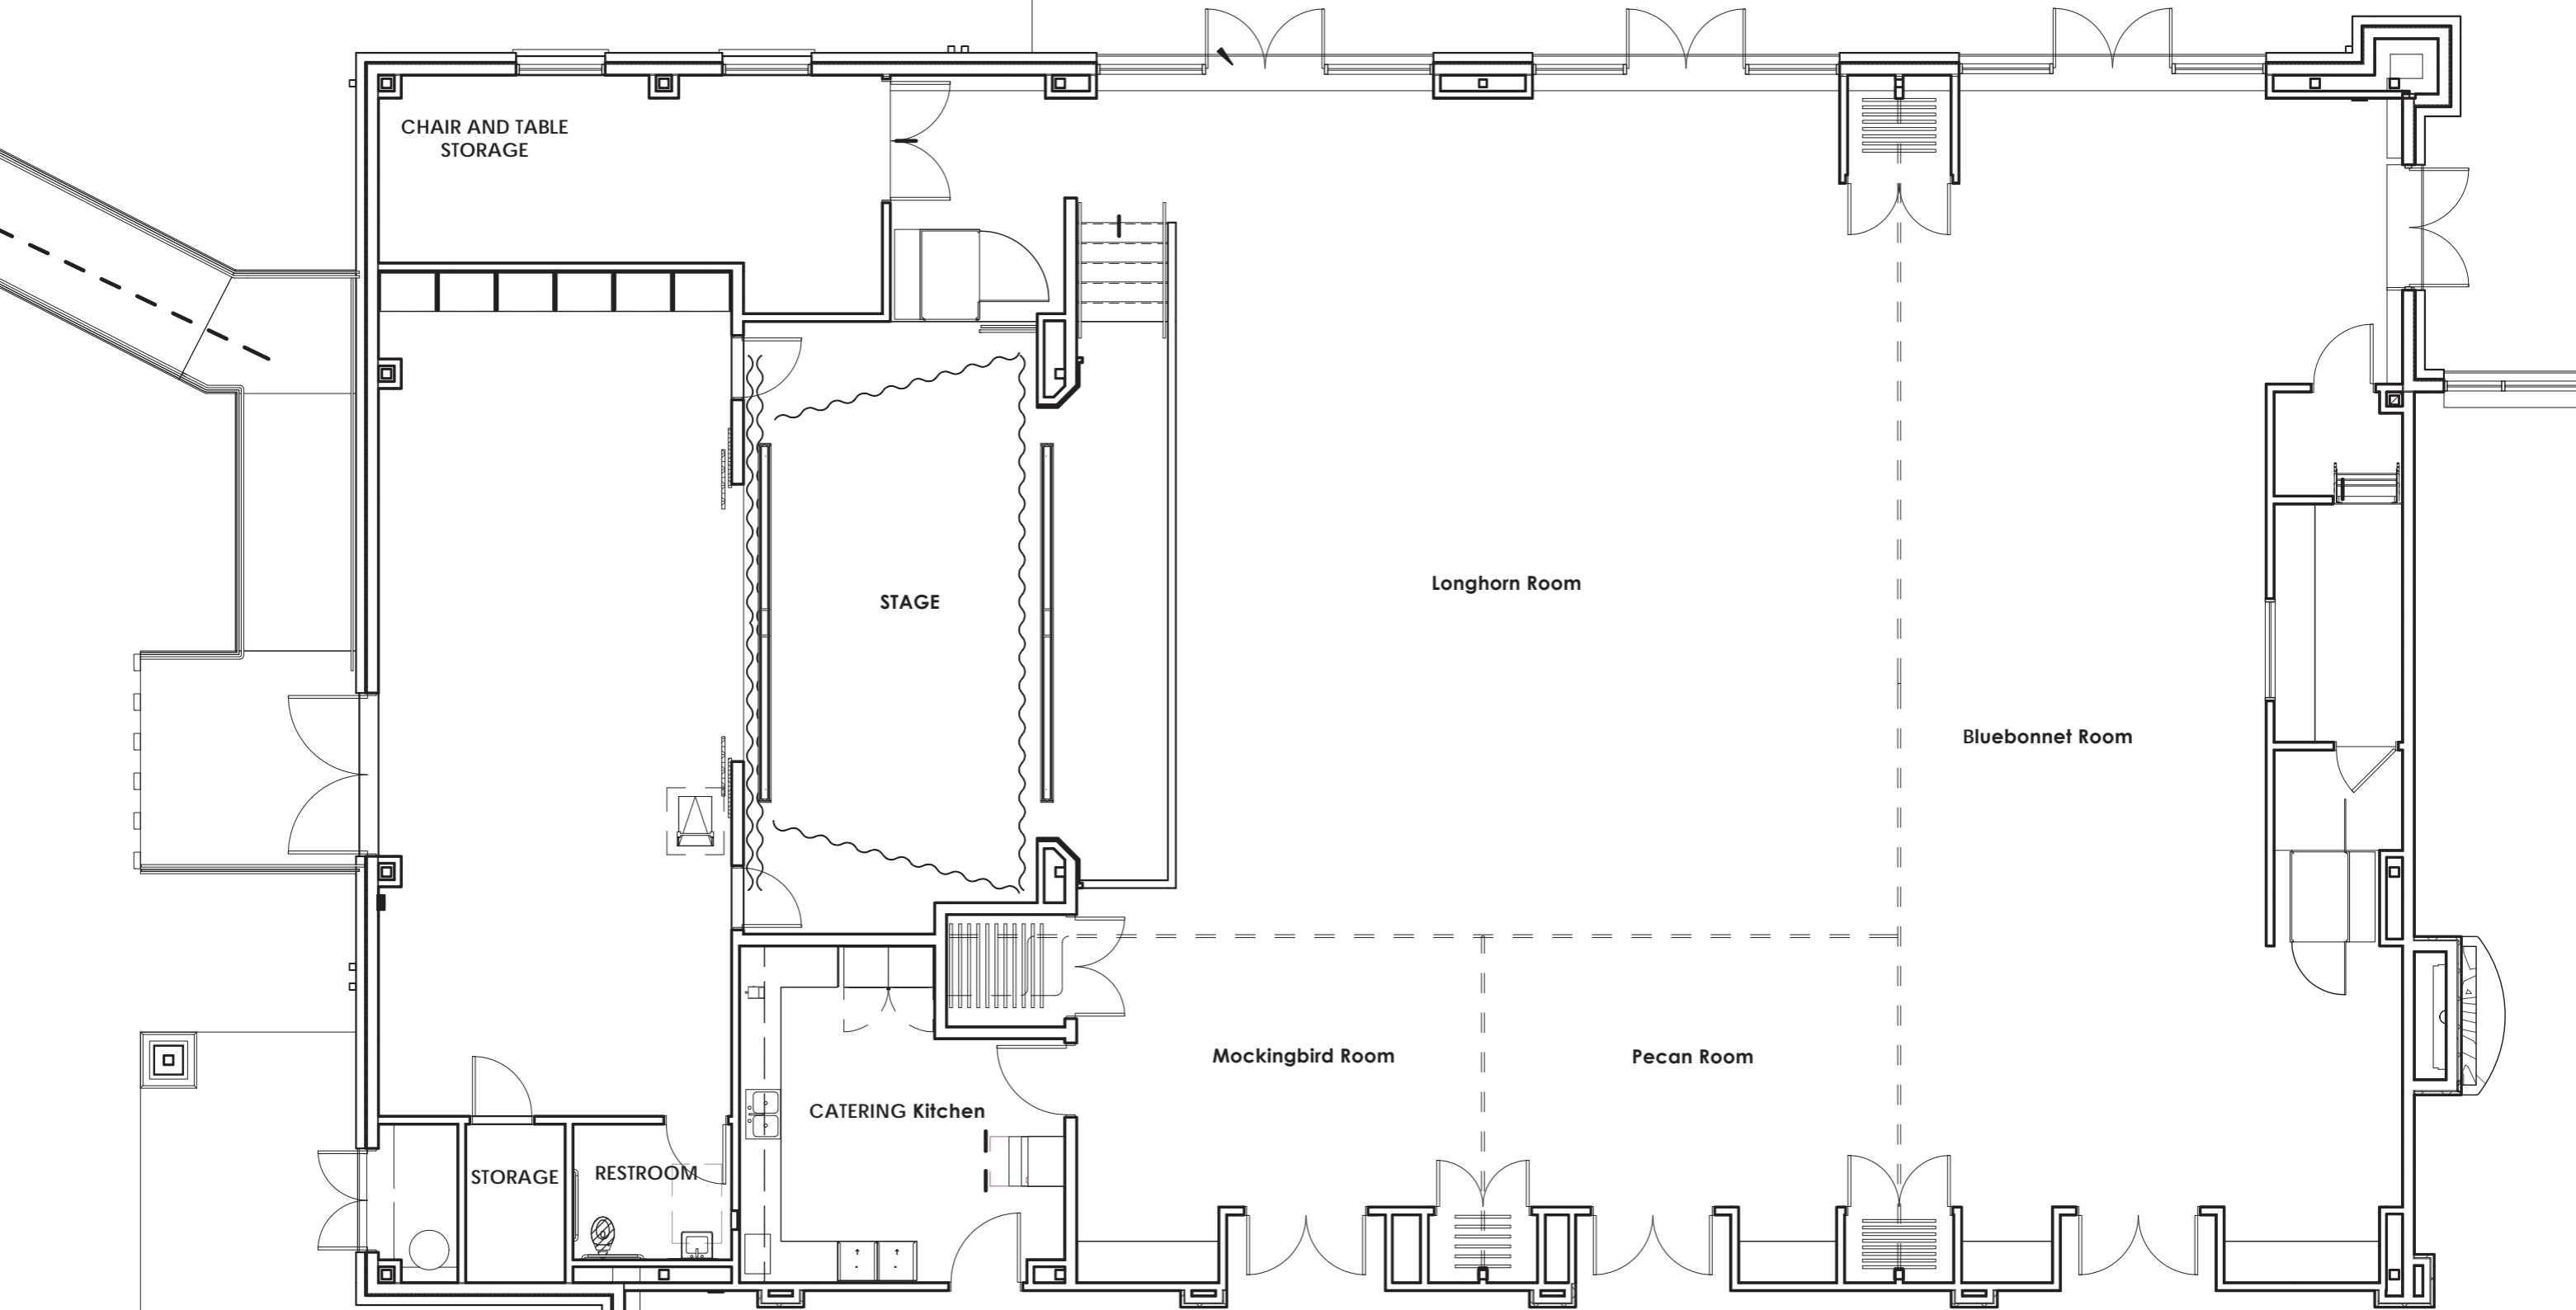 CHAIR AND TABLE
STORAGE
Longhorn Room
STAGE
Bluebonnet Room
Mockingbird Room
Pecan Room
CATERING Kitchen
STORAGE
RESTROOM